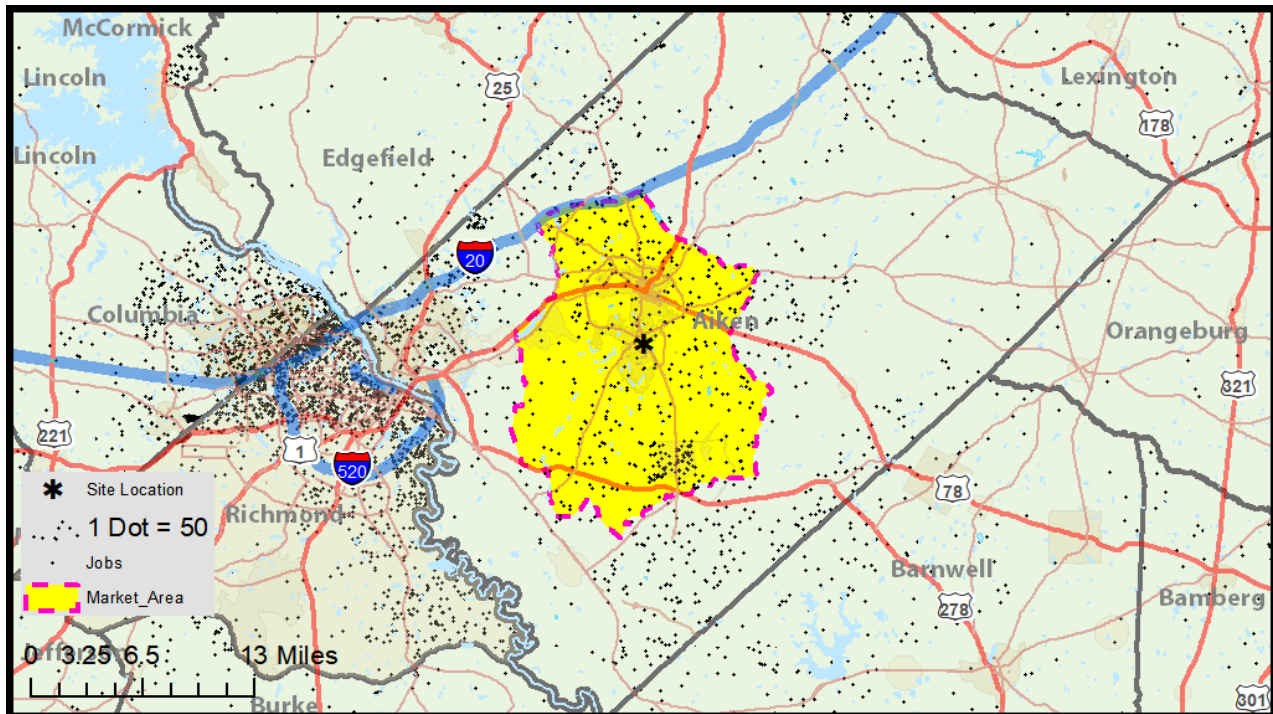 McCormick
Lincoln
25
Lexington
178
Lincoln
Edgefield
20
Columbia
Aiken
Orangeburg
321
221
1
520
78
Site Location
1 Dot = 50
Richmond
Jobs
Barnwell
Market_Area
278
Bamberg
0 3.25 6.5 13 Miles
Burke
301